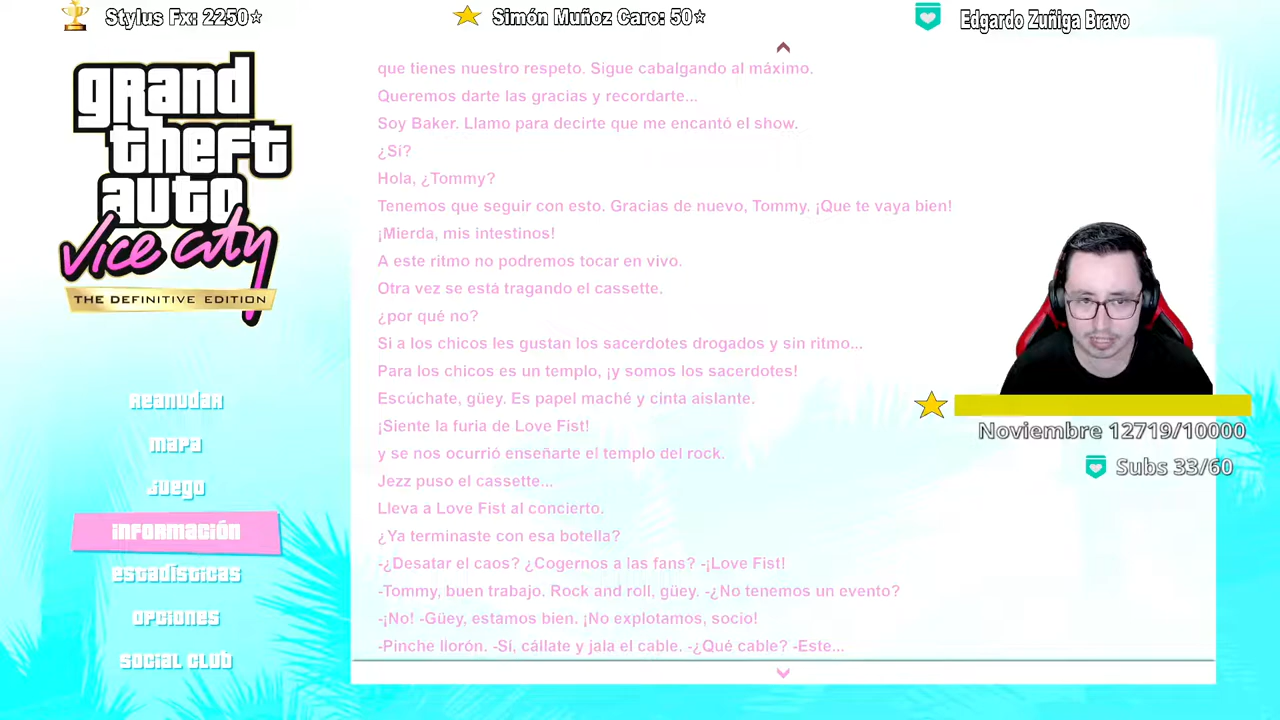 Stylus Fx: 2250★
Simón Muñoz Caro: 50★
Edgardo Zuñiga Bravo
grand
theft
auto
Vice City
THE DEFINITIVE EDITION
Reanudar
Mapa
Juego
Información
Estadísticas
Opciones
Social Club
que tienes nuestro respeto. Sigue cabalgando al máximo.
Queremos darte las gracias y recordarte...
Soy Baker. Llamo para decirte que me encantó el show.
¿Sí?
Hola, ¿Tommy?
Tenemos que seguir con esto. Gracias de nuevo, Tommy. ¡Que te vaya bien!
¡Mierda, mis intestinos!
A este ritmo no podremos tocar en vivo.
Otra vez se está tragando el cassette.
¿por qué no?
Si a los chicos les gustan los sacerdotes drogados y sin ritmo...
Para los chicos es un templo, ¡y somos los sacerdotes!
Escúchate, güey. Es papel maché y cinta aislante.
¡Siente la furia de Love Fist!
y se nos ocurrió enseñarte el templo del rock.
Jezz puso el cassette...
Lleva a Love Fist al concierto.
¿Ya terminaste con esa botella?
-¿Desatar el caos? ¿Cogernos a las fans? -¡Love Fist!
-Tommy, buen trabajo. Rock and roll, güey. -¿No tenemos un evento?
-¡No! -Güey, estamos bien. ¡No explotamos, socio!
-Pinche llorón. -Sí, cállate y jala el cable. -¿Qué cable? -Este...
Noviembre 12719/10000
Subs 33/60